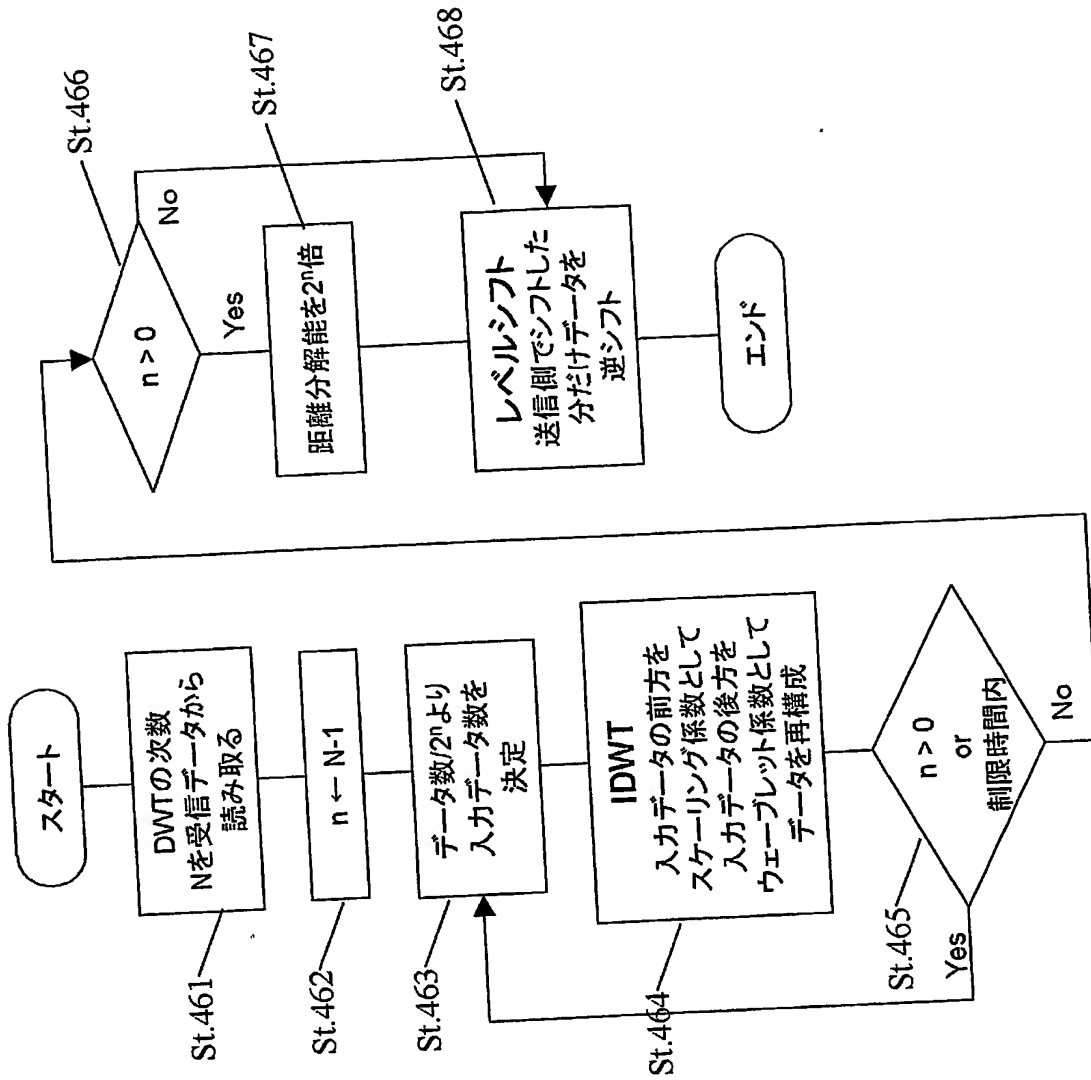 スタート
St.461
DWTの次数
Nを受信データから
読み取る
St.462
n ← N-1
St.463
データ数/2ⁿより
入力データ数を
決定
St.464
IDWT
入力データの前方を
スケーリング係数として
入力データの後方を
ウェーブレット係数として
データを再構成
St.465
n > 0
or
制限時間内
Yes
No
St.466
n > 0
No
Yes
St.467
距離分解能を2ⁿ倍
St.468
レベルシフト
送信側でシフトした
分だけデータを
逆シフト
エンド